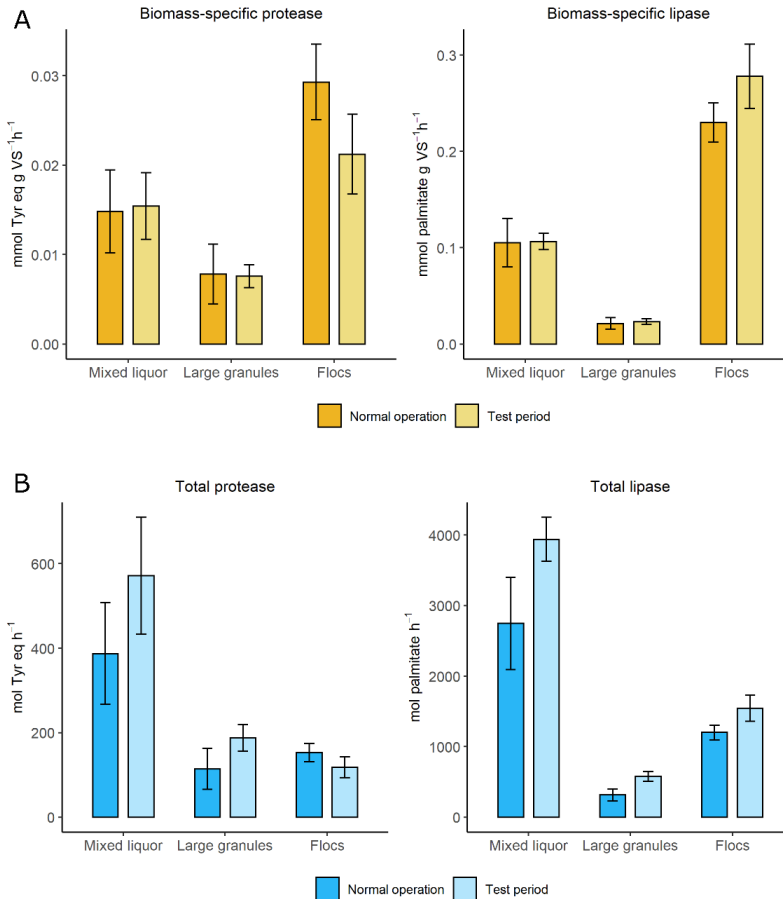 A
Biomass-specific protease
Biomass-specific lipase
mmol Tyr eq g VS⁻¹h⁻¹
0.03
0.02
0.01
0.00
Mixed liquor
Large granules
Flocs
mmol palmitate g VS⁻¹h⁻¹
0.3
0.2
0.1
0.0
Mixed liquor
Large granules
Flocs
Normal operation
Test period
B
Total protease
Total lipase
mol Tyr eq h⁻¹
600
400
200
0
Mixed liquor
Large granules
Flocs
mol palmitate h⁻¹
4000
3000
2000
1000
0
Mixed liquor
Large granules
Flocs
Normal operation
Test period